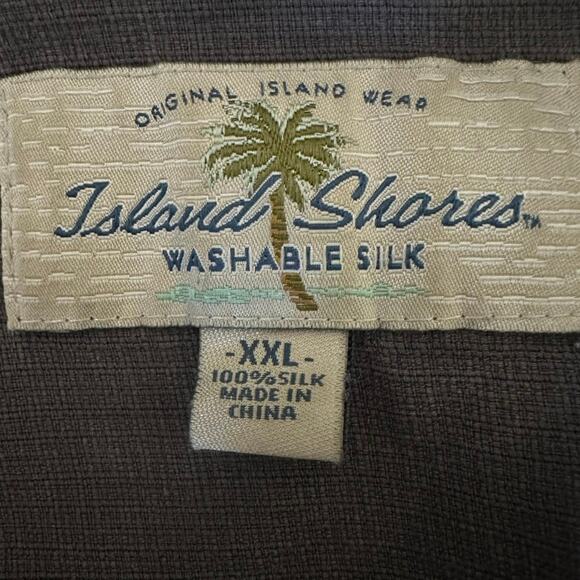 ORIGINAL ISLAND WEAR
Island Shores™
WASHABLE SILK
-XXL-
100% SILK
MADE IN
CHINA